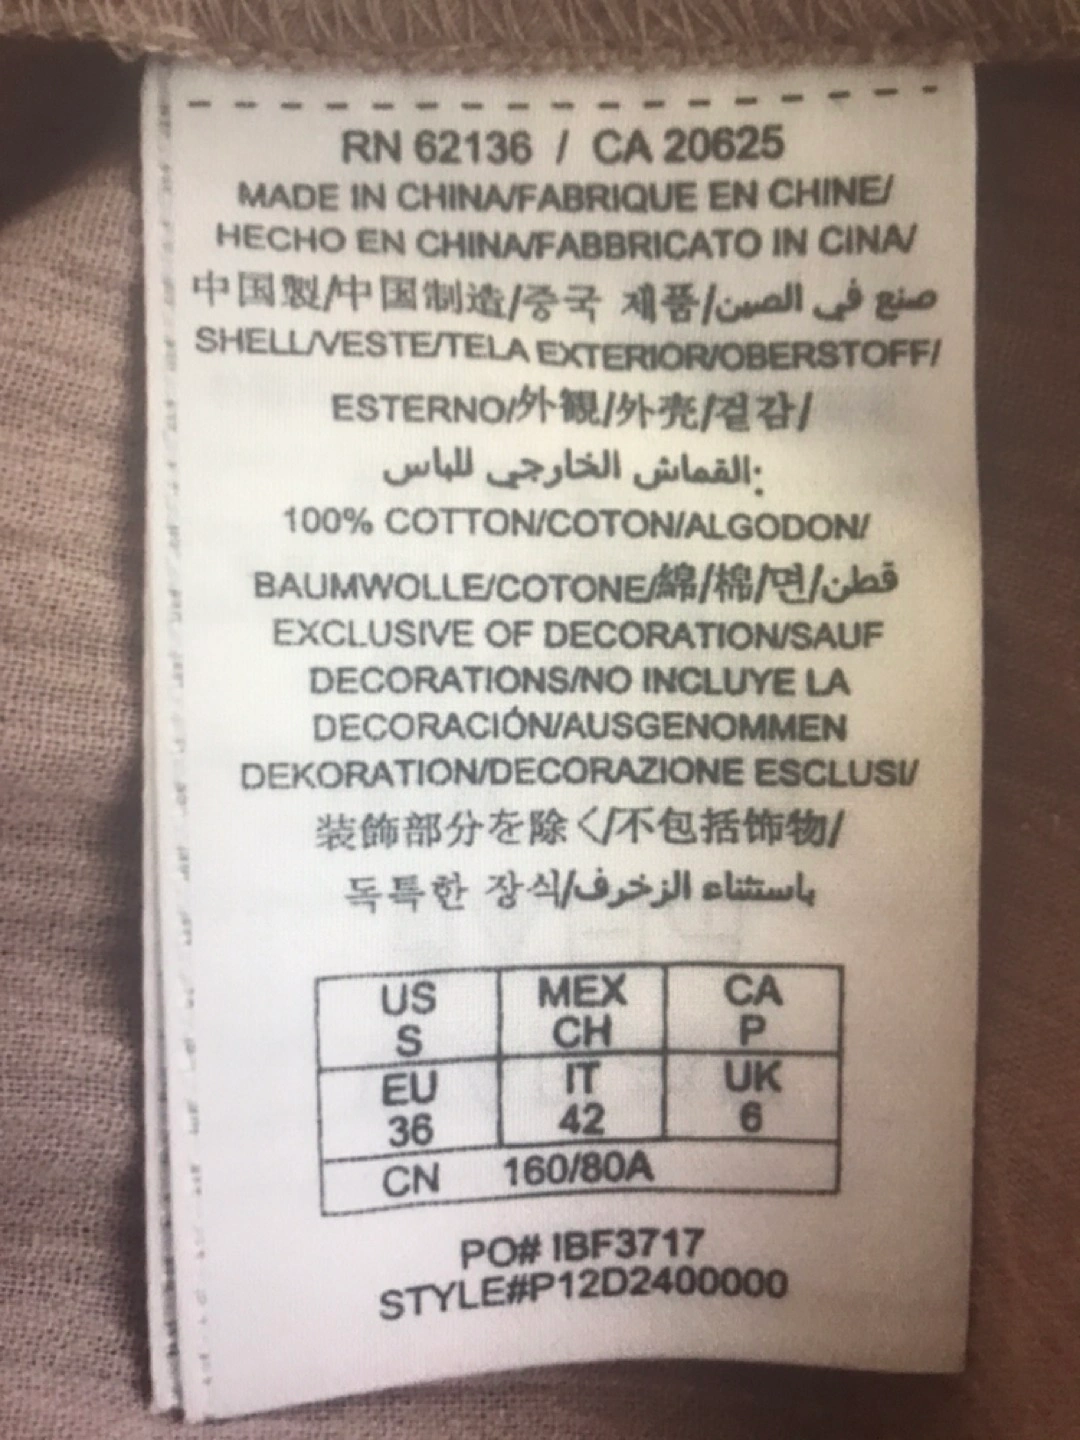 RN 62136 / CA 20625
MADE IN CHINA/FABRIQUE EN CHINE/
HECHO EN CHINA/FABBRICATO IN CINA/
中国製/中国制造/중국 제품/صنع في الصين
SHELL/VESTE/TELA EXTERIOR/OBERSTOFF/
ESTERNO/外観/外壳/겉감/
القماش الخارجي للباس:
100% COTTON/COTON/ALGODON/
BAUMWOLLE/COTONE/綿/棉/면/قطن
EXCLUSIVE OF DECORATION/SAUF
DECORATIONS/NO INCLUYE LA
DECORACIÓN/AUSGENOMMEN
DEKORATION/DECORAZIONE ESCLUSI/
装飾部分を除く/不包括饰物/
독특한 장식/باستثناء الزخرف
US MEX CA
S CH P
EU IT UK
36 42 6
CN 160/80A
PO# IBF3717
STYLE#P12D2400000